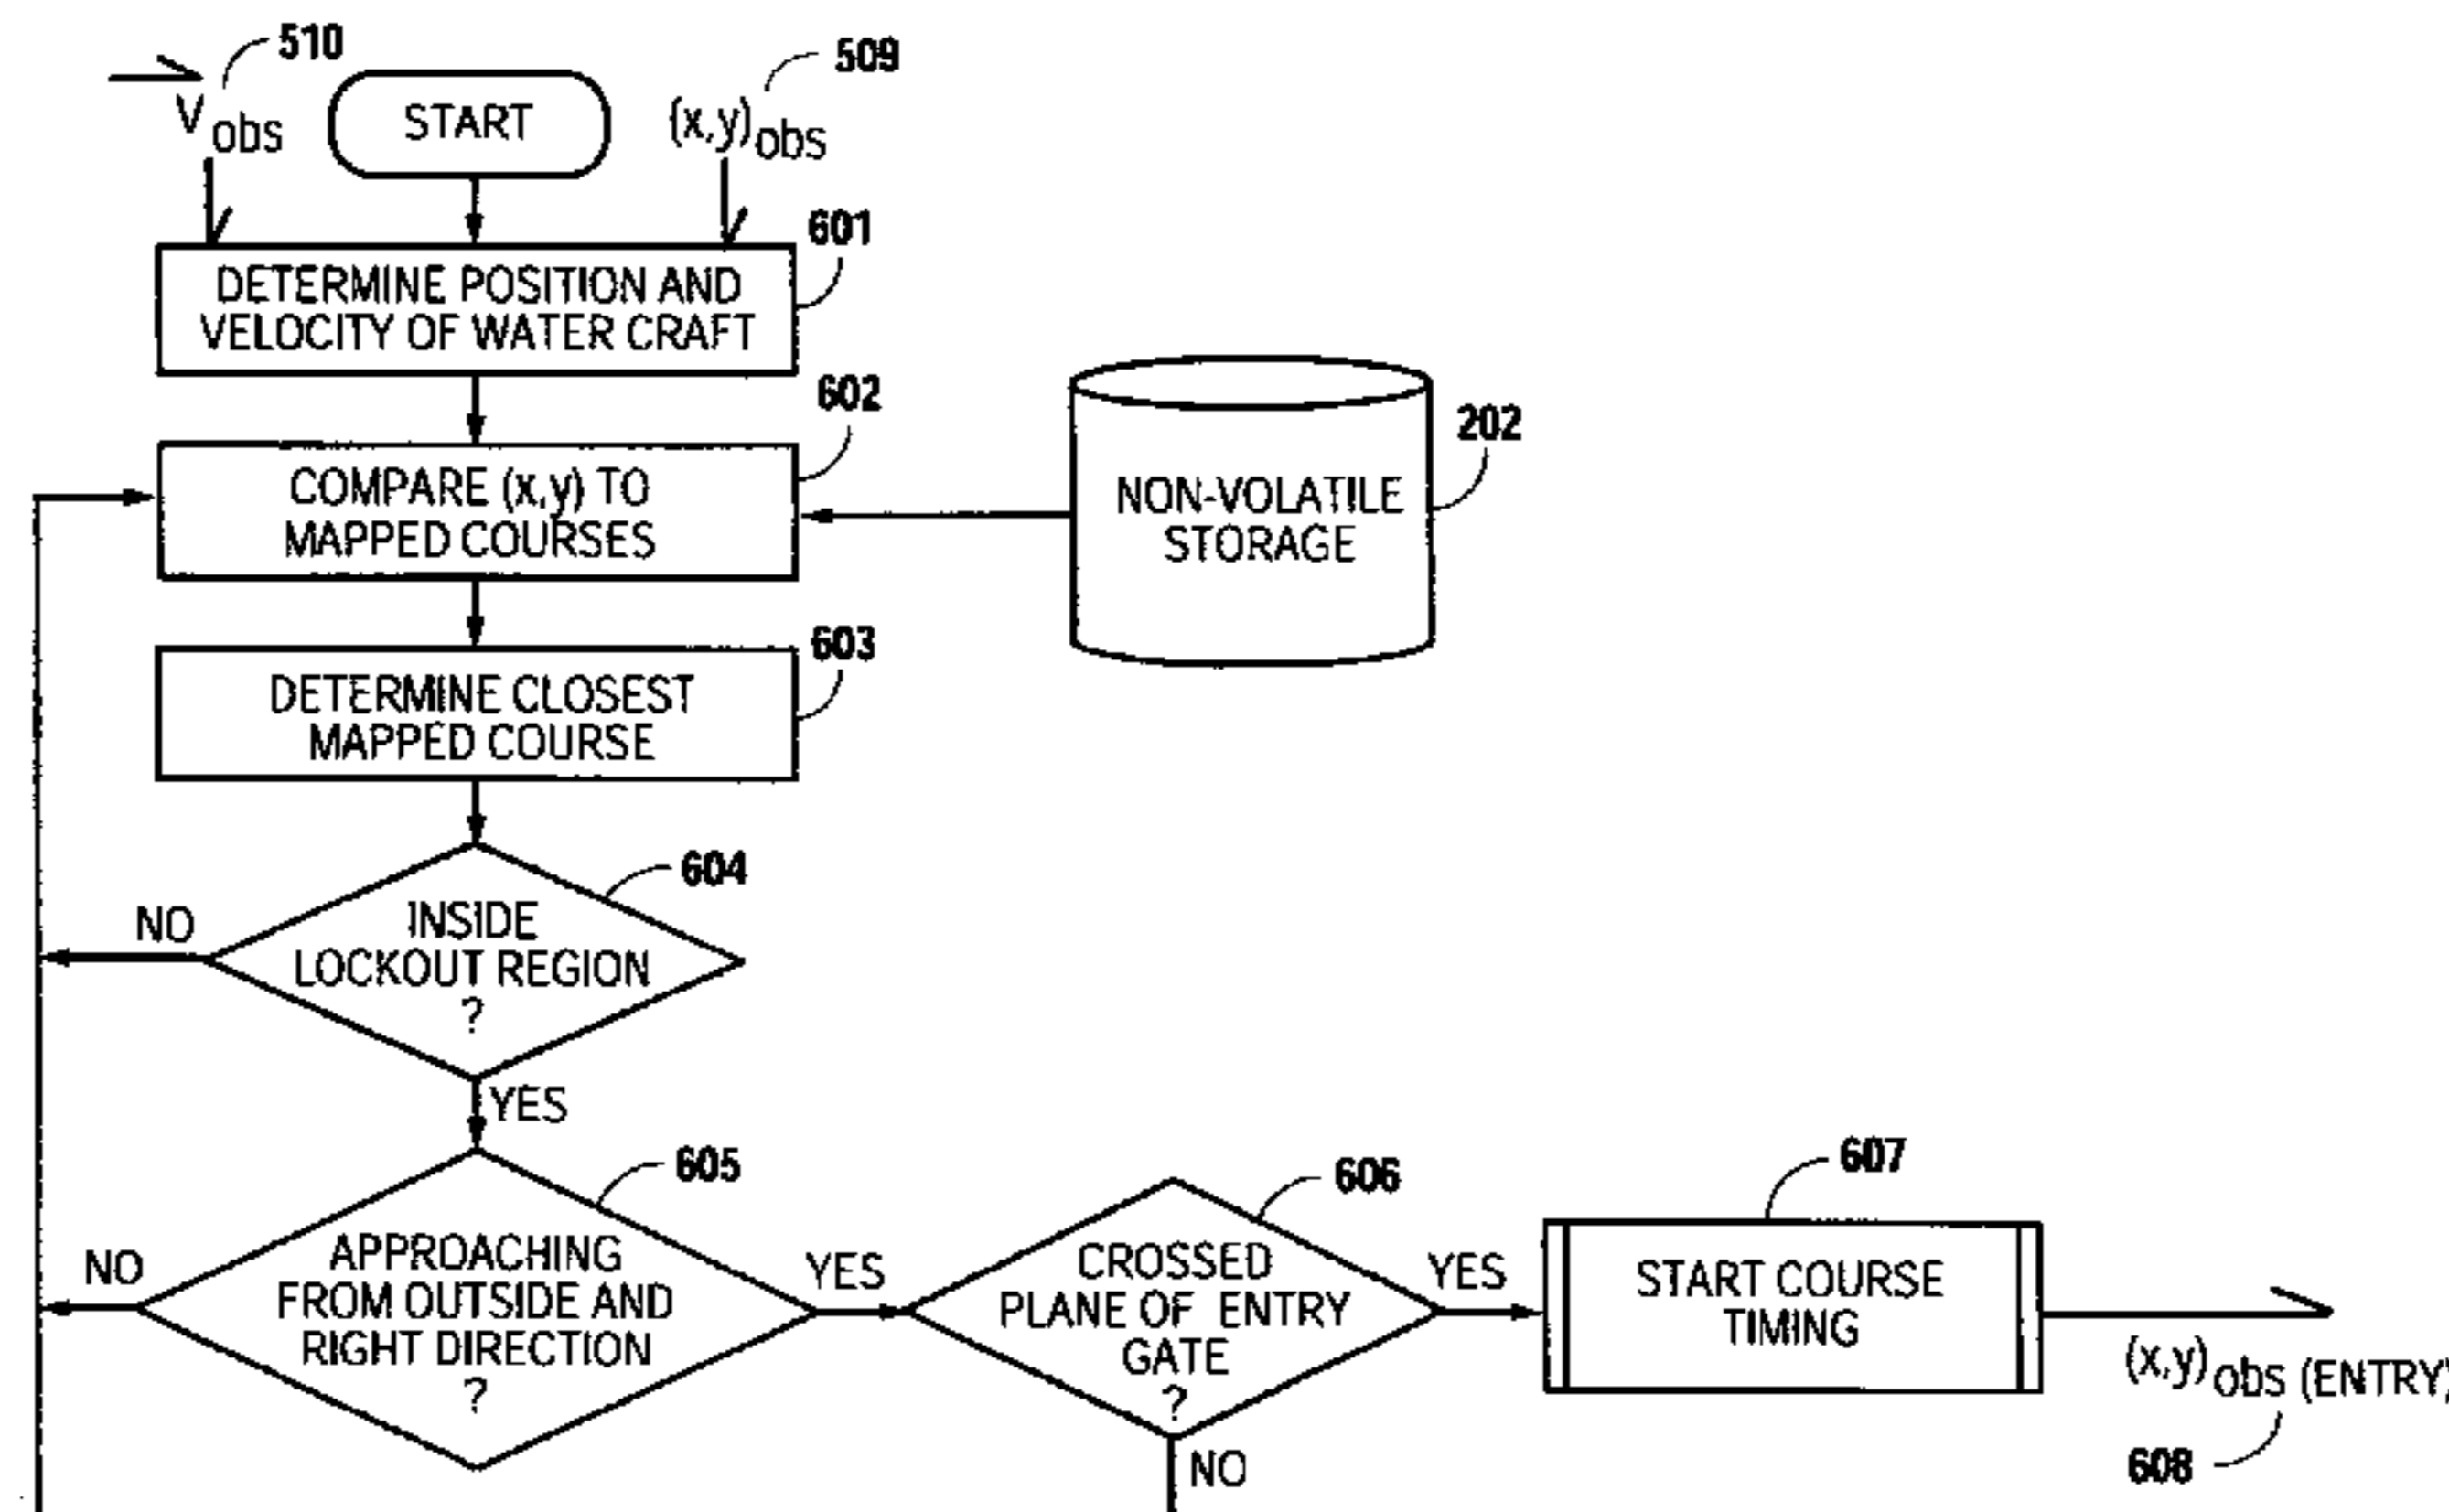 510
509
V obs
START
(x,y) obs
601
DETERMINE POSITION AND
VELOCITY OF WATER CRAFT
602
COMPARE (x,y) TO
MAPPED COURSES
202
NON-VOLATILE
STORAGE
603
DETERMINE CLOSEST
MAPPED COURSE
604
NO
INSIDE
LOCKOUT REGION
?
YES
605
NO
APPROACHING
FROM OUTSIDE AND
RIGHT DIRECTION
?
YES
606
CROSSED
PLANE OF ENTRY
GATE
?
YES
NO
607
START COURSE
TIMING
(x,y) obs (ENTRY)
608